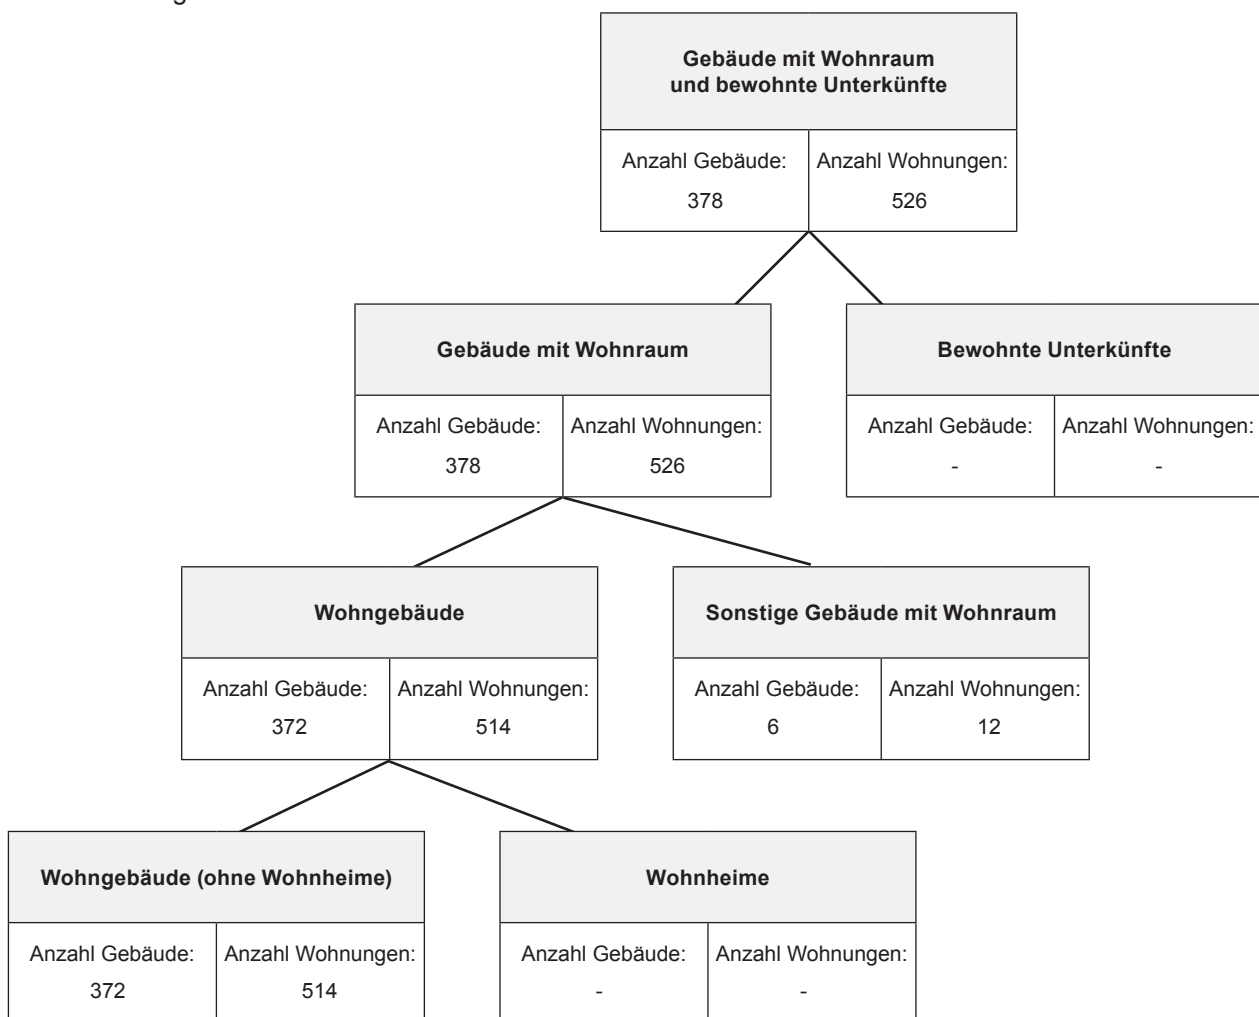 Gebäude mit Wohnraum
und bewohnte Unterkünfte
Anzahl Gebäude: Anzahl Wohnungen:
378 526
Gebäude mit Wohnraum
Anzahl Gebäude: Anzahl Wohnungen:
378 526
Bewohnte Unterkünfte
Anzahl Gebäude: Anzahl Wohnungen:
- -
Wohngebäude
Anzahl Gebäude: Anzahl Wohnungen:
372 514
Sonstige Gebäude mit Wohnraum
Anzahl Gebäude: Anzahl Wohnungen:
6 12
Wohngebäude (ohne Wohnheime)
Anzahl Gebäude: Anzahl Wohnungen:
372 514
Wohnheime
Anzahl Gebäude: Anzahl Wohnungen:
- -